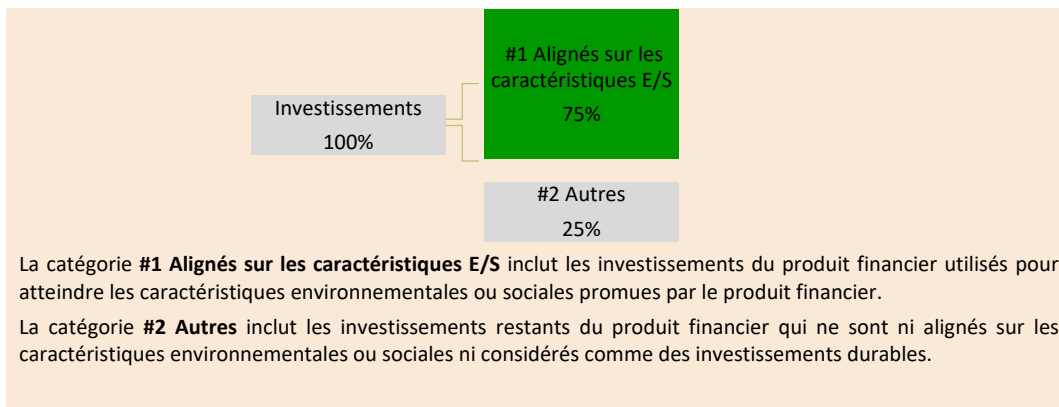 #1 Alignés sur les
caractéristiques E/S
75%
Investissements
100%
#2 Autres
25%
La catégorie #1 Alignés sur les caractéristiques E/S inclut les investissements du produit financier utilisés pour
atteindre les caractéristiques environnementales ou sociales promues par le produit financier.
La catégorie #2 Autres inclut les investissements restants du produit financier qui ne sont ni alignés sur les
caractéristiques environnementales ou sociales ni considérés comme des investissements durables.